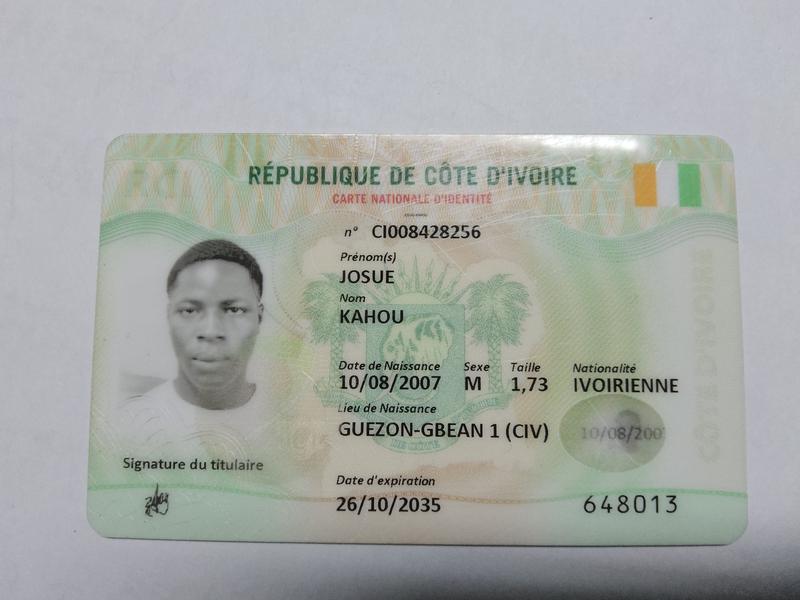 RÉPUBLIQUE DE CÔTE D'IVOIRE
CARTE NATIONALE D'IDENTITÉ
n° CI008428256
Prénom(s)
JOSUE
Nom
KAHOU
Date de Naissance Sexe Taille Nationalité
10/08/2007 M 1,73 IVOIRIENNE
Lieu de Naissance
GUEZON-GBEAN 1 (CIV)
10/08/200
Signature du titulaire
Date d'expiration
26/10/2035
648013
CÔTE D'IVOIRE